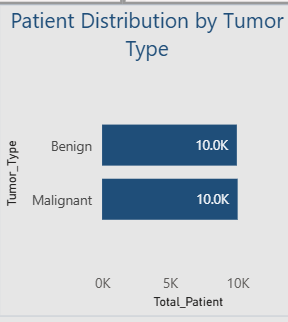 Patient Distribution by Tumor
Type
Tumor_Type
Benign
10.0K
Malignant
10.0K
0K
5K
10K
Total_Patient